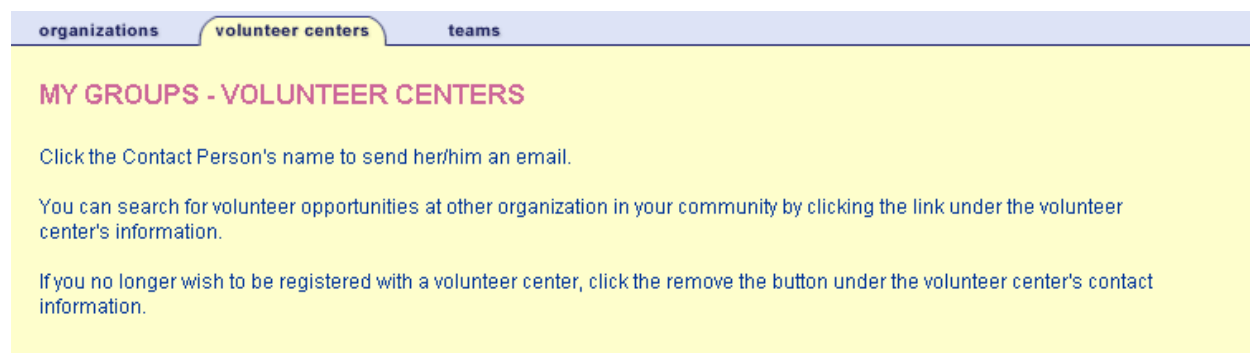 organizations volunteer centers teams
MY GROUPS - VOLUNTEER CENTERS
Click the Contact Person's name to send her/him an email.
You can search for volunteer opportunities at other organization in your community by clicking the link under the volunteer
center's information.
If you no longer wish to be registered with a volunteer center, click the remove the button under the volunteer center's contact
information.